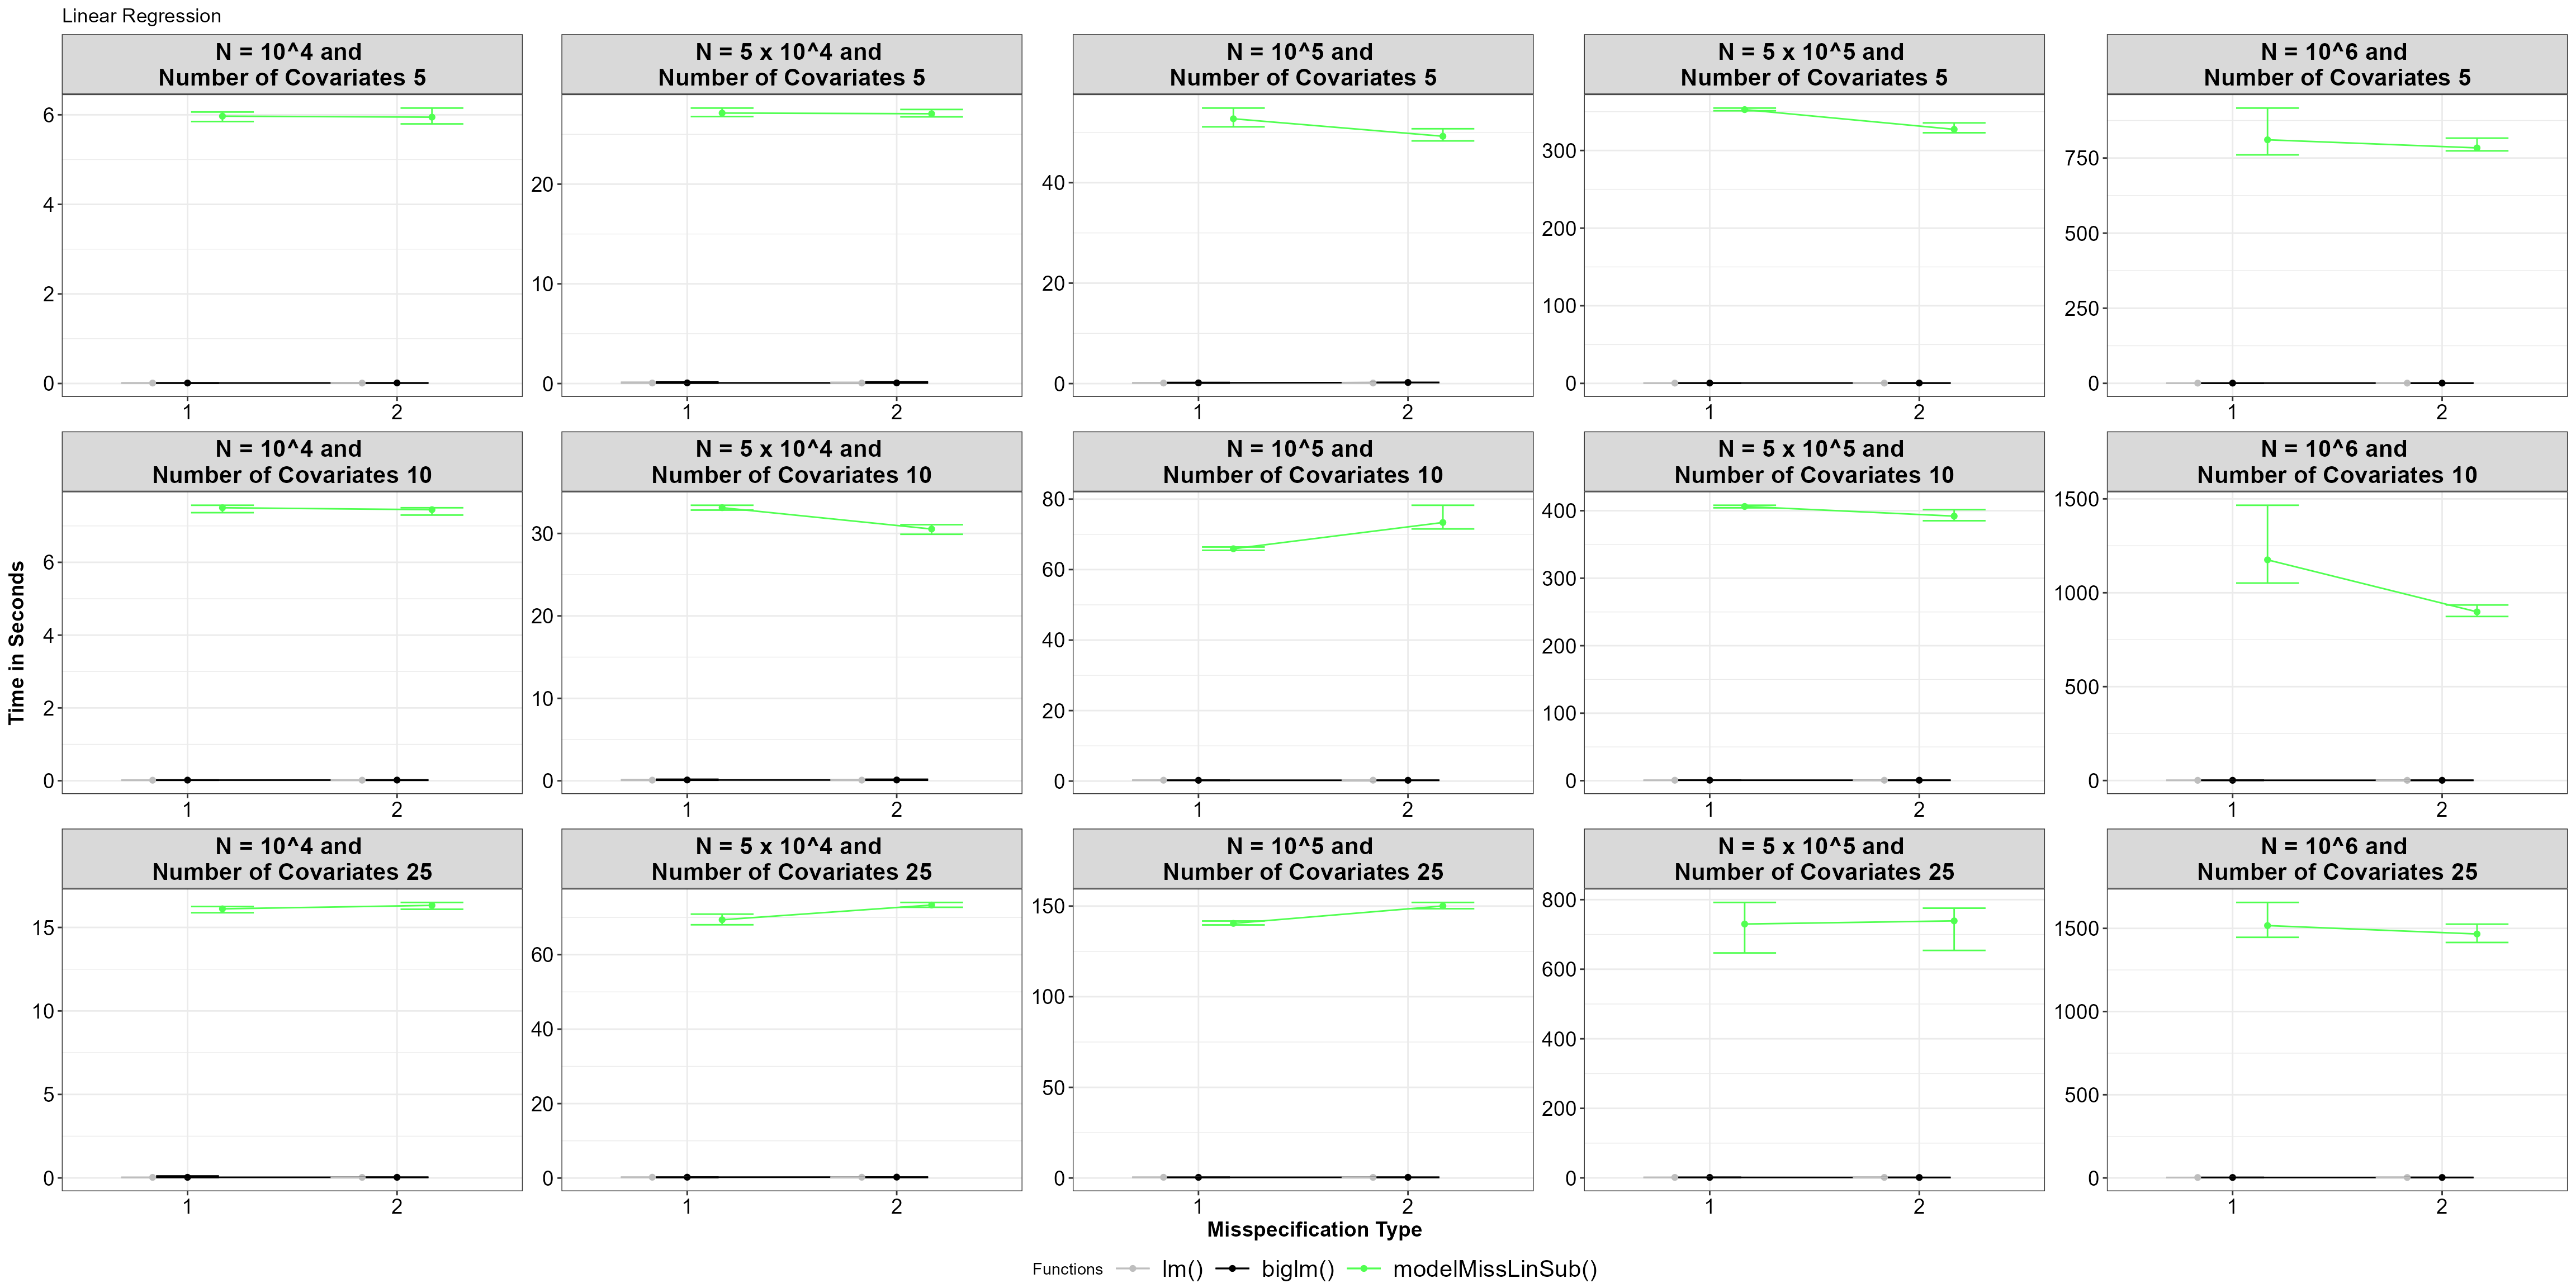 Linear Regression
N = 10^4 and
Number of Covariates 5
N = 5 x 10^4 and
Number of Covariates 5
N = 10^5 and
Number of Covariates 5
N = 5 x 10^5 and
Number of Covariates 5
N = 10^6 and
Number of Covariates 5
6
4
2
0
1 2
20
10
0
1 2
40
20
0
1 2
300
200
100
0
1 2
750
500
250
0
1 2
N = 10^4 and
Number of Covariates 10
N = 5 x 10^4 and
Number of Covariates 10
N = 10^5 and
Number of Covariates 10
N = 5 x 10^5 and
Number of Covariates 10
N = 10^6 and
Number of Covariates 10
Time in Seconds
6
4
2
0
1 2
30
20
10
0
1 2
80
60
40
20
0
1 2
400
300
200
100
0
1 2
1500
1000
500
0
1 2
N = 10^4 and
Number of Covariates 25
N = 5 x 10^4 and
Number of Covariates 25
N = 10^5 and
Number of Covariates 25
N = 5 x 10^5 and
Number of Covariates 25
N = 10^6 and
Number of Covariates 25
15
10
5
0
1 2
60
40
20
0
1 2
150
100
50
0
1 2
800
600
400
200
0
1 2
1500
1000
500
0
1 2
Misspecification Type
Functions lm() biglm() modelMissLinSub()